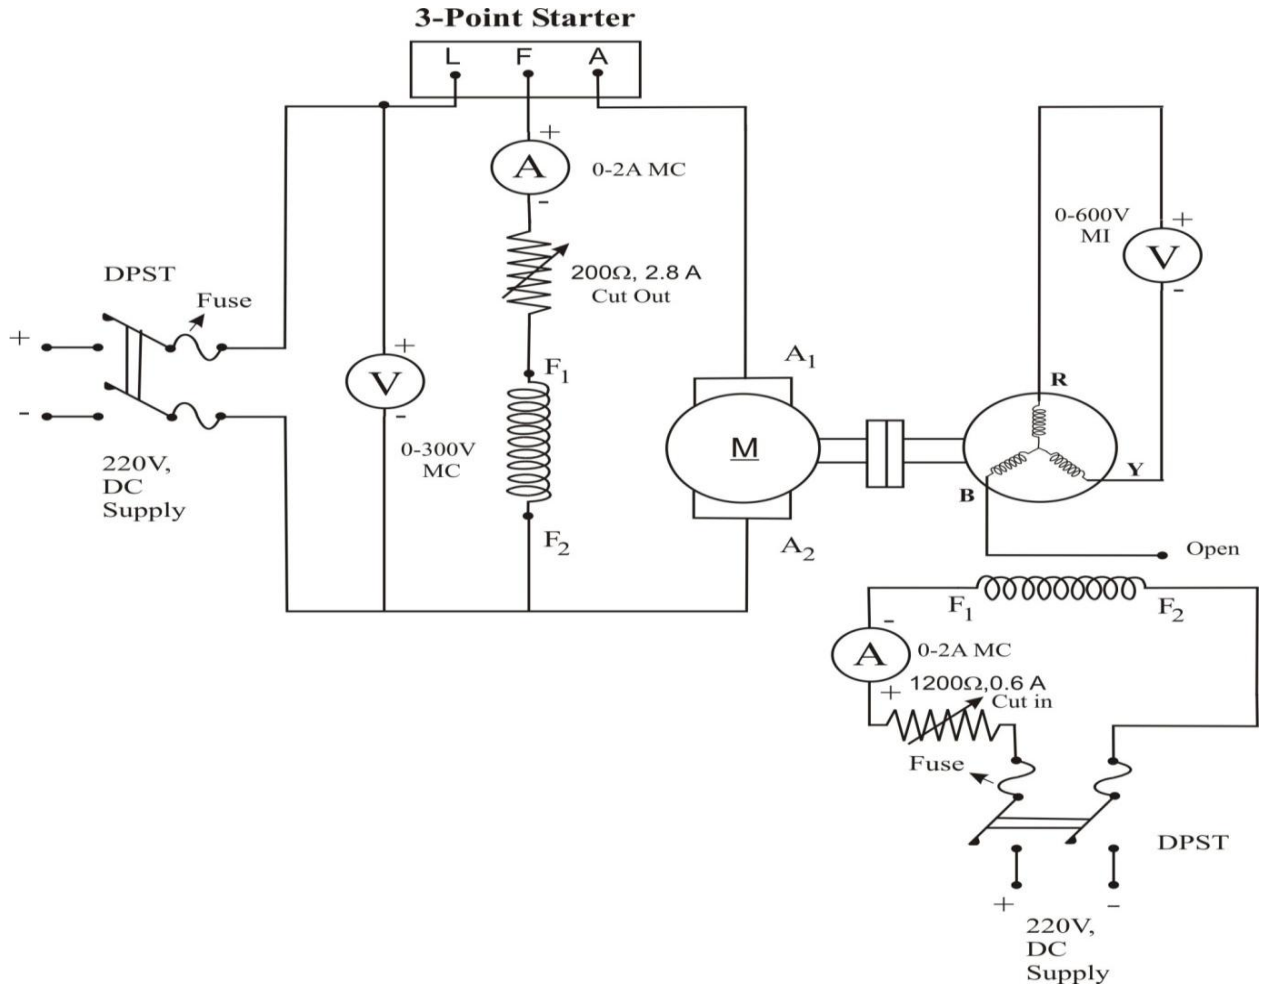 3-Point Starter
L F A
+
A
0-2A MC
-
200Ω, 2.8 A
Cut Out
DPST
Fuse
+
-
220V,
DC
Supply
+
V
-
0-300V
MC
F1
F2
A1
M
A2
0-600V
MI
+
V
-
R
Y
B
Open
F1
F2
-
A
0-2A MC
+
1200Ω,0.6 A
Cut in
Fuse
DPST
+
-
220V,
DC
Supply